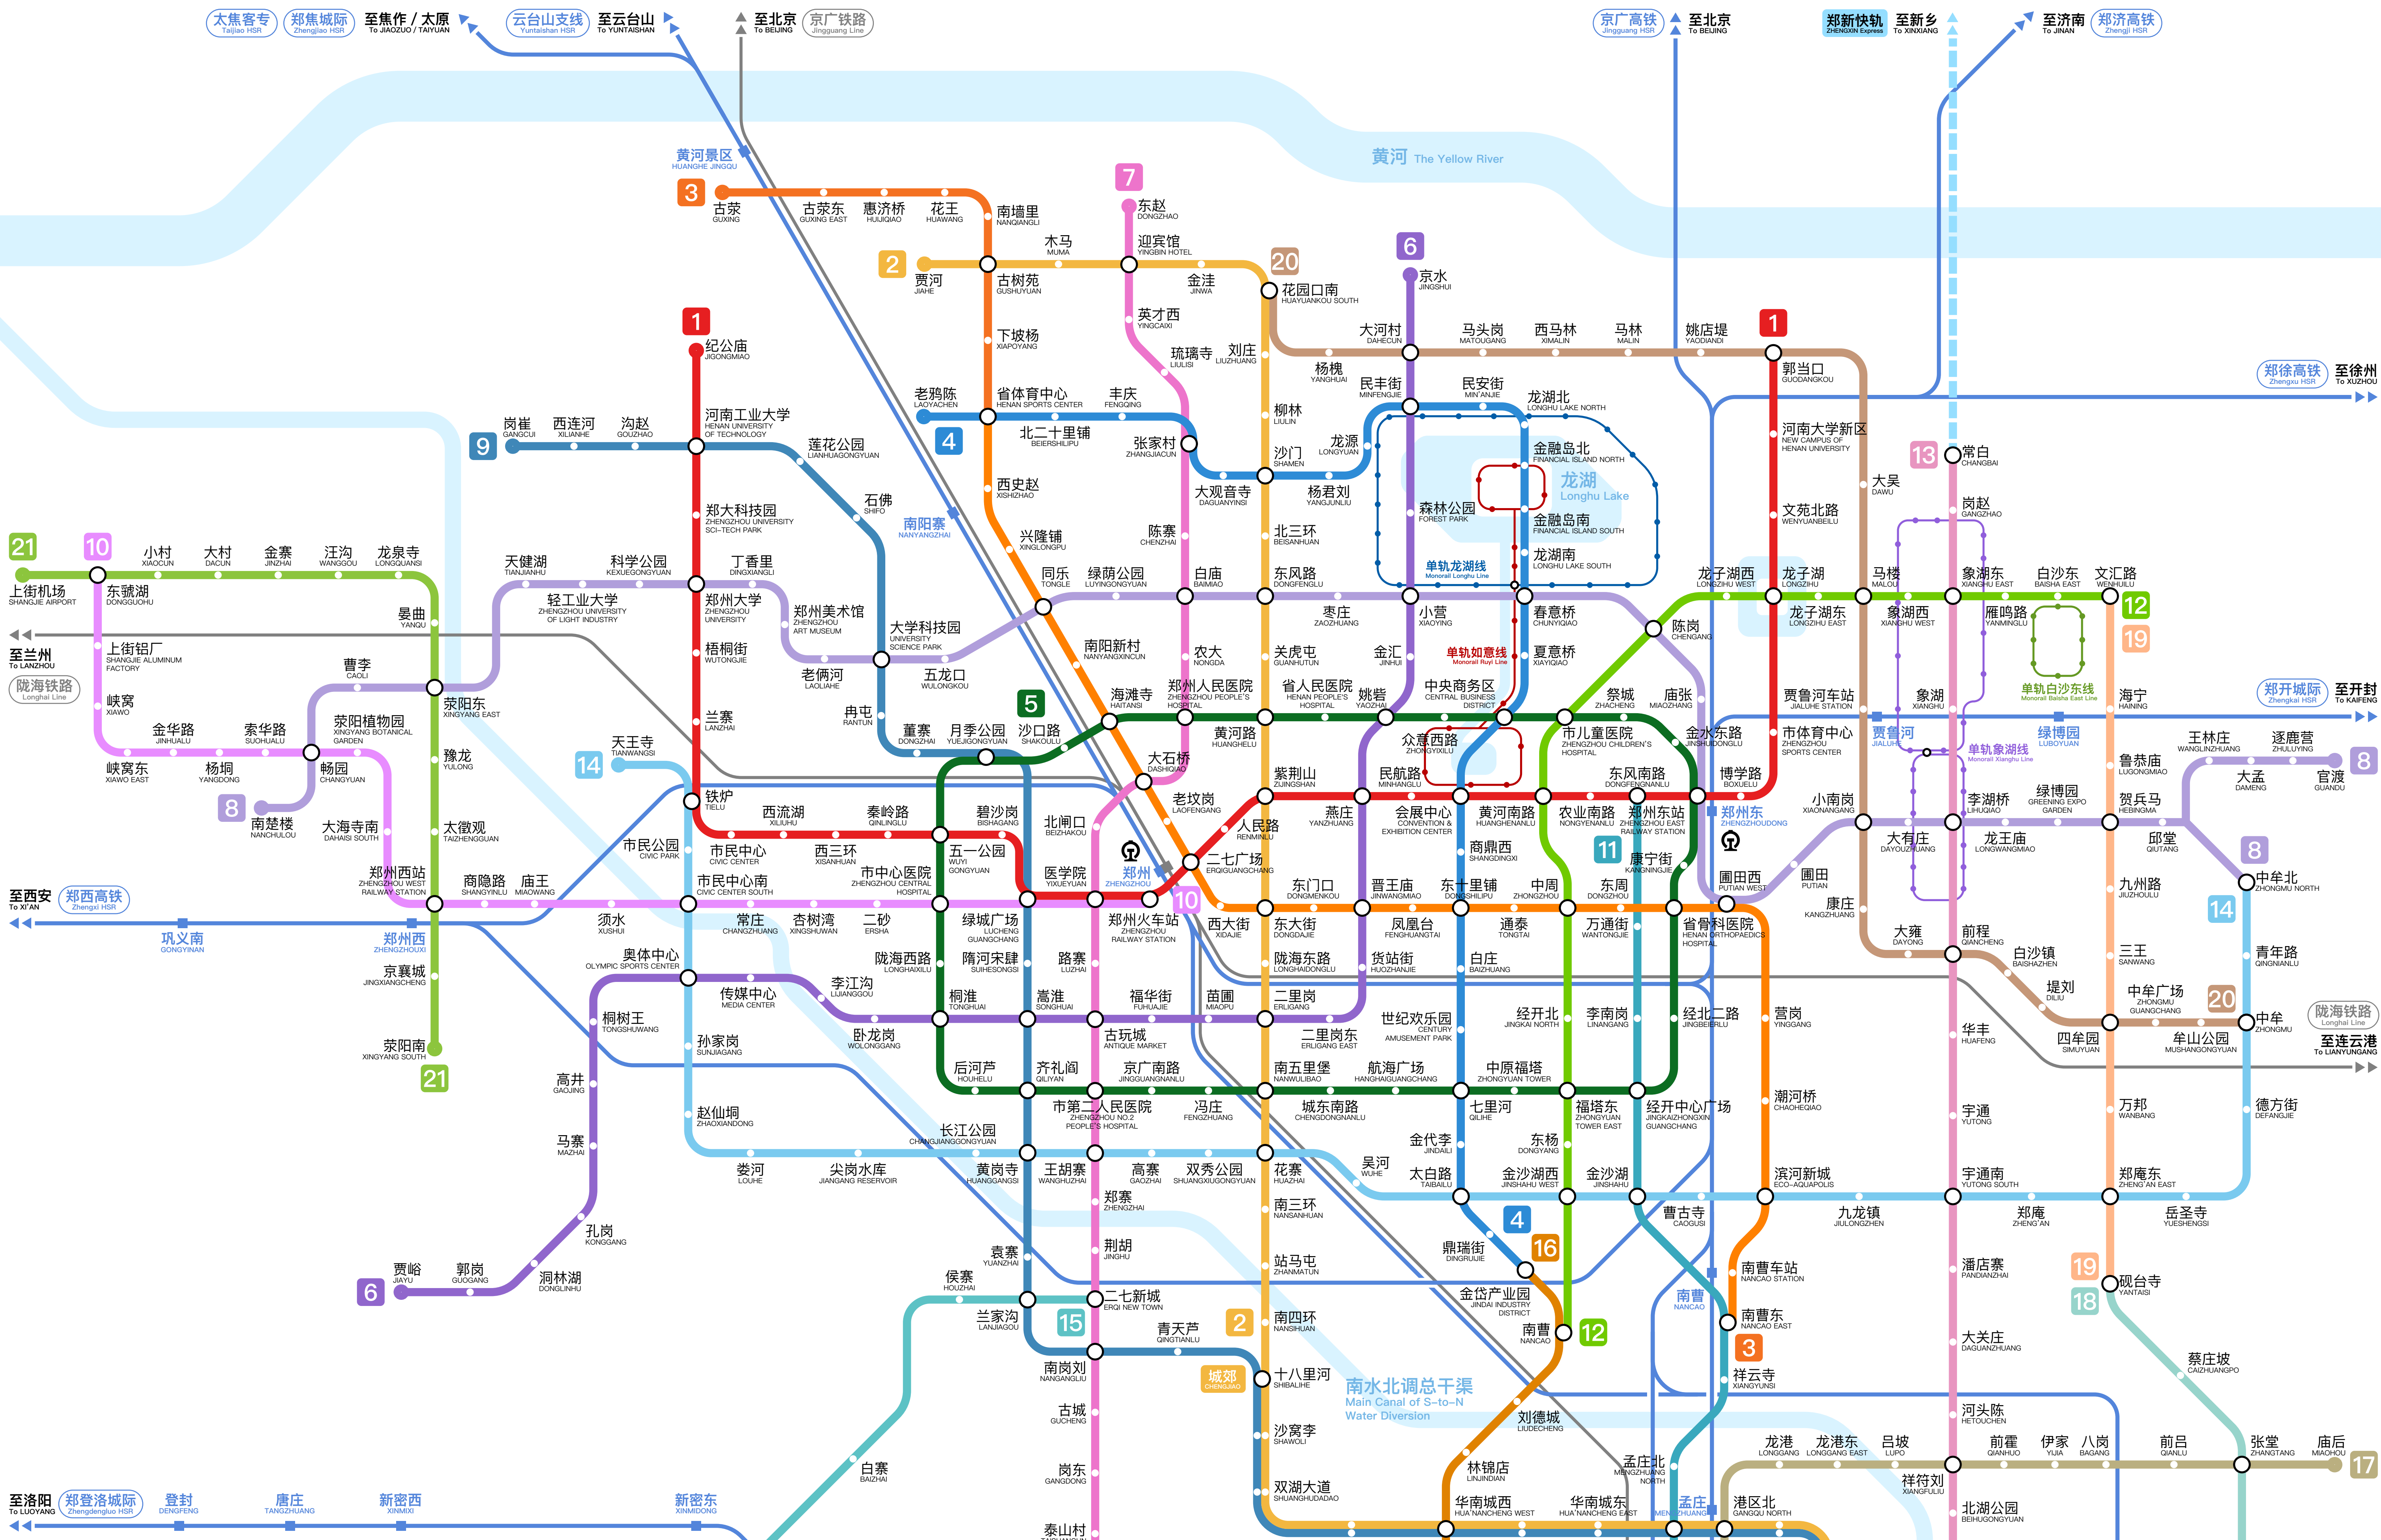 太焦客专
Taijiao HSR
郑焦城际
Zhengjiao HSR
至焦作 / 太原
To JIAOZUO / TAIYUAN
云台山支线
Yuntaishan HSR
至云台山
To YUNTAISHAN
至北京
To BEIJING
京广铁路
Jingguang Line
京广高铁
Jingguang HSR
至北京
To BEIJING
郑新快轨
ZHENGXIN Express
至新乡
To XINXIANG
至济南
To JINAN
郑济高铁
Zhengji HSR
黄河景区
HUANGHE JINGQU
黄河 The Yellow River
3
古荥
GUXING
古荥东
GUXING EAST
惠济桥
HUIJIQIAO
花王
HUAWANG
南墙里
NANQIANGLI
7
东赵
DONGZHAO
2
贾河
JIAHE
古树苑
GUSHUYUAN
木马
MUMA
迎宾馆
YINGBIN HOTEL
金洼
JINWA
20
花园口南
HUAYUANKOU SOUTH
6
京水
JINGSHUI
1
纪公庙
JIGONGMIAO
下坡杨
XIAPOYANG
英才西
YINGCAIXI
琉璃寺
LIULISI
刘庄
LIUZHUANG
杨槐
YANGHUAI
大河村
DAHECUN
马头岗
MATOUGANG
西马林
XIMALIN
马林
MALIN
姚店堤
YAODIANDI
1
郭当口
GUODANGKOU
郑徐高铁
Zhengxu HSR
至徐州
To XUZHOU
老鸦陈
LAOYACHEN
4
省体育中心
HENAN SPORTS CENTER
丰庆
FENGQING
北二十里铺
BEIERSHILIPU
张家村
ZHANGJIACUN
柳林
LIULIN
沙门
SHAMEN
大观音寺
DAGUANYINSI
杨君刘
YANGJUNLIU
龙源
LONGYUAN
民丰街
MINFENGJIE
民安街
MIN'ANJIE
龙湖北
LONGHU LAKE NORTH
金融岛北
FINANCIAL ISLAND NORTH
龙湖
Longhu Lake
金融岛南
FINANCIAL ISLAND SOUTH
龙湖南
LONGHU LAKE SOUTH
森林公园
FOREST PARK
单轨龙湖线
Monorail Longhu Line
9
岗崔
GANGCUI
西连河
XILIANHE
沟赵
GOUZHAO
河南工业大学
HENAN UNIVERSITY
OF TECHNOLOGY
莲花公园
LIANHUAGONGYUAN
石佛
SHIFO
郑大科技园
ZHENGZHOU UNIVERSITY
SCI-TECH PARK
南阳寨
NANYANGZHAI
西史赵
XISHIZHAO
兴隆铺
XINGLONGPU
陈寨
CHENZHAI
北三环
BEISANHUAN
河南大学新区
NEW CAMPUS OF
HENAN UNIVERSITY
文苑北路
WENYUANBEILU
大吴
DAWU
13
常白
CHANGBAI
岗赵
GANGZHAO
21
上街机场
SHANGJIE AIRPORT
10
东虢湖
DONGGUOHU
小村
XIAOCUN
大村
DACUN
金寨
JINZHAI
汪沟
WANGGOU
龙泉寺
LONGQUANSI
晏曲
YANQU
天健湖
TIANJIANHU
轻工业大学
ZHENGZHOU UNIVERSITY
OF LIGHT INDUSTRY
科学公园
KEXUEGONGYUAN
郑州大学
ZHENGZHOU
UNIVERSITY
丁香里
DINGXIANGLI
郑州美术馆
ZHENGZHOU
ART MUSEUM
老俩河
LAOLIAHE
大学科技园
UNIVERSITY
SCIENCE PARK
五龙口
WULONGKOU
同乐
TONGLE
绿荫公园
LUYINGONGYUAN
白庙
BAIMIAO
东风路
DONGFENGLU
枣庄
ZAOZHUANG
小营
XIAOYING
春意桥
CHUNYIQIAO
陈岗
CHENGANG
龙子湖西
LONGZIHU WEST
龙子湖
LONGZIHU
龙子湖东
LONGZIHU EAST
马楼
MALOU
象湖西
XIANGHU WEST
象湖东
XIANGHU EAST
雁鸣路
YANMINGLU
白沙东
BAISHA EAST
文汇路
WENHUILU
12
19
单轨白沙东线
Monorail Baisha East Line
至兰州
To LANZHOU
陇海铁路
Longhai Line
上街铝厂
SHANGJIE ALUMINUM
FACTORY
峡窝
XIAWO
峡窝东
XIAWO EAST
金华路
JINHUALU
杨垌
YANGDONG
索华路
SUOHUALU
曹李
CAOLI
荥阳植物园
XINGYANG BOTANICAL
GARDEN
畅园
CHANGYUAN
8
南楚楼
NANCHULOU
荥阳东
XINGYANG EAST
豫龙
YULONG
大海寺南
DAHAISI SOUTH
太徵观
TAIZHENGGUAN
郑州西站
ZHENGZHOU WEST
RAILWAY STATION
梧桐街
WUTONGJIE
兰寨
LANZHAI
14
天王寺
TIANWANGSI
铁炉
TIELU
冉屯
RANTUN
董寨
DONGZHAI
月季公园
YUEJIGONGYUAN
5
沙口路
SHAKOULU
海滩寺
HAITANSI
南阳新村
NANYANGXINCUN
农大
NONGDA
关虎屯
GUANHUTUN
郑州人民医院
ZHENGZHOU PEOPLE'S
HOSPITAL
黄河路
HUANGHELU
省人民医院
HENAN PEOPLE'S
HOSPITAL
金汇
JINHUI
姚砦
YAOZHAI
单轨如意线
Monorail Ruyi Line
夏意桥
XIAYIQIAO
中央商务区
CENTRAL BUSINESS
DISTRICT
众意西路
ZHONGYIXILU
市儿童医院
ZHENGZHOU CHILDREN'S
HOSPITAL
祭城
ZHACHENG
庙张
MIAOZHANG
金水东路
JINSHUIDONGLU
市体育中心
ZHENGZHOU
SPORTS CENTER
贾鲁河车站
JIALUHE STATION
贾鲁河
JIALUHE
象湖
XIANGHU
单轨象湖线
Monorail Xianghu Line
绿博园
LUBOYUAN
海宁
HAINING
郑开城际
Zhengkai HSR
至开封
To KAIFENG
大石桥
DASHIQIAO
老坟岗
LAOFENGANG
紫荆山
ZIJINGSHAN
人民路
RENMINLU
燕庄
YANZHUANG
民航路
MINHANGLU
会展中心
CONVENTION &
EXHIBITION CENTER
黄河南路
HUANGHENANLU
农业南路
NONGYENANLU
东风南路
DONGFENGNANLU
郑州东站
ZHENGZHOU EAST
RAILWAY STATION
博学路
BOXUELU
郑州东
ZHENGZHOUDONG
11
小南岗
XIAONANGANG
大有庄
DAYOUZHUANG
李湖桥
LIHUQIAO
龙王庙
LONGWANGMIAO
绿博园
GREENING EXPO
GARDEN
鲁恭庙
LUGONGMIAO
贺兵马
HEBINGMA
邱堂
QIUTANG
王林庄
WANGLINZHUANG
大孟
DAMENG
逐鹿营
ZHULUYING
官渡
GUANDU
8
8
中牟北
ZHONGMU NORTH
14
西流湖
XILIUHU
市民中心
CIVIC CENTER
西三环
XISANHUAN
秦岭路
QINLINGLU
五一公园
WUYI
GONGYUAN
碧沙岗
BISHAGANG
北闸口
BEIZHAKOU
医学院
YIXUEYUAN
郑州
ZHENGZHOU
二七广场
ERQIGUANGCHANG
10
郑州火车站
ZHENGZHOU
RAILWAY STATION
市民公园
CIVIC PARK
市民中心南
CIVIC CENTER SOUTH
市中心医院
ZHENGZHOU CENTRAL
HOSPITAL
绿城广场
LUCHENG
GUANGCHANG
至西安
To XI'AN
郑西高铁
Zhengxi HSR
巩义南
GONGYINAN
郑州西
ZHENGZHOUXI
商隐路
SHANGYINLU
庙王
MIAOWANG
须水
XUSHUI
常庄
CHANGZHUANG
杏树湾
XINGSHUWAN
二砂
ERSHA
西大街
XIDAJIE
东大街
DONGDAJIE
东门口
DONGMENKOU
晋王庙
JINWANGMIAO
凤凰台
FENGHUANGTAI
商鼎西
SHANGDINGXI
东十里铺
DONGSHILIPU
通泰
TONGTAI
中周
ZHONGZHOU
东周
DONGZHOU
万通街
WANTONGJIE
康宁街
KANGNINGJIE
省骨科医院
HENAN ORTHOPAEDICS
HOSPITAL
圃田西
PUTIAN WEST
圃田
PUTIAN
康庄
KANGZHUANG
大雍
DAYONG
前程
QIANCHENG
白沙镇
BAISHAZHEN
堤刘
DILIU
九州路
JIUZHOULU
三王
SANWANG
四牟园
SIMUYUAN
中牟广场
ZHONGMU
GUANGCHANG
牟山公园
MUSHANGONGYUAN
20
中牟
ZHONGMU
青年路
QINGNIANLU
陇海铁路
Longhai Line
至连云港
To LIANYUNGANG
京襄城
JINGXIANGCHENG
荥阳南
XINGYANG SOUTH
21
奥体中心
OLYMPIC SPORTS CENTER
传媒中心
MEDIA CENTER
李江沟
LIJIANGGOU
卧龙岗
WOLONGGANG
桐树王
TONGSHUWANG
高井
GAOJING
马寨
MAZHAI
孔岗
KONGGANG
洞林湖
DONGLINHU
郭岗
GUOGANG
贾峪
JIAYU
6
陇海西路
LONGHAIXILU
桐淮
TONGHUAI
隋河宋肆
SUIHESONGSI
嵩淮
SONGHUAI
路寨
LUZHAI
古玩城
ANTIQUE MARKET
福华街
FUHUAJIE
苗圃
MIAOPU
陇海东路
LONGHAIDONGLU
二里岗
ERLIGANG
二里岗东
ERLIGANG EAST
货站街
HUOZHANJIE
白庄
BAIZHUANG
世纪欢乐园
CENTURY
AMUSEMENT PARK
经开北
JINGKAI NORTH
李南岗
LINANGANG
经北二路
JINGBEIERLU
营岗
YINGGANG
华丰
HUAFENG
孙家岗
SUNJIAGANG
赵仙垌
ZHAOXIANDONG
后河芦
HOUHELU
齐礼阎
QILIYAN
市第二人民医院
ZHENGZHOU NO.2
PEOPLE'S HOSPITAL
京广南路
JINGGUANGNANLU
冯庄
FENGZHUANG
南五里堡
NANWULIBAO
城东南路
CHENGDONGNANLU
航海广场
HANGHAIGUANGCHANG
七里河
QILIHE
中原福塔
ZHONGYUAN TOWER
福塔东
ZHONGYUAN
TOWER EAST
经开中心广场
JINGKAIZHONGXIN
GUANGCHANG
潮河桥
CHAOHEQIAO
宇通
YUTONG
万邦
WANBANG
德方街
DEFANGJIE
娄河
LOUHE
尖岗水库
JIANGANG RESERVOIR
长江公园
CHANGJIANGGONGYUAN
黄岗寺
HUANGGANGSI
王胡寨
WANGHUZHAI
高寨
GAOZHAI
双秀公园
SHUANGXIUGONGYUAN
花寨
HUAZHAI
吴河
WUHE
金代李
JINDAILI
太白路
TAIBAILU
东杨
DONGYANG
金沙湖西
JINSHAHU WEST
金沙湖
JINSHAHU
曹古寺
CAOGUSI
滨河新城
ECO-AQUAPOLIS
九龙镇
JIULONGZHEN
宇通南
YUTONG SOUTH
郑庵
ZHENG'AN
郑庵东
ZHENG'AN EAST
岳圣寺
YUESHENGSI
郑寨
ZHENGZHAI
荆胡
JINGHU
南三环
NANSANHUAN
站马屯
ZHANMATUN
袁寨
YUANZHAI
侯寨
HOUZHAI
兰家沟
LANJIAGOU
二七新城
ERQI NEW TOWN
15
南岗刘
NANGANGLIU
青天芦
QINGTIANLU
2
南四环
NANSIHUAN
城郊
CHENGJIAO
十八里河
SHIBALIHE
沙窝李
SHAWOLI
双湖大道
SHUANGHUDADAO
4
16
鼎瑞街
DINGRUIJIE
金岱产业园
JINDAI INDUSTRY
DISTRICT
南曹
NANCAO
12
南曹
NANCAO
南曹车站
NANCAO STATION
南曹东
NANCAO EAST
3
祥云寺
XIANGYUNSI
潘店寨
PANDIANZHAI
大关庄
DAGUANZHUANG
河头陈
HETOUCHEN
19
18
砚台寺
YANTAISI
蔡庄坡
CAIZHUANGPO
南水北调总干渠
Main Canal of S-to-N
Water Diversion
刘德城
LIUDECHENG
林锦店
LINJINDIAN
古城
GUCHENG
岗东
GANGDONG
泰山村
白寨
BAIZHAI
孟庄北
MENGZHUANG
NORTH
孟庄
MENGZHUANG
华南城西
HUA'NANCHENG WEST
华南城东
HUA'NANCHENG EAST
港区北
GANGQU NORTH
龙港
LONGGANG
龙港东
LONGGANG EAST
吕坡
LUPO
祥符刘
XIANGFULIU
前霍
QIANHUO
伊家
YIJIA
八岗
BAGANG
前吕
QIANLU
张堂
ZHANGTANG
庙后
MIAOHOU
17
北湖公园
BEIHUGONGYUAN
至洛阳
To LUOYANG
郑登洛城际
Zhengdengluo HSR
登封
DENGFENG
唐庄
TANGZHUANG
新密西
XINMIXI
新密东
XINMIDONG